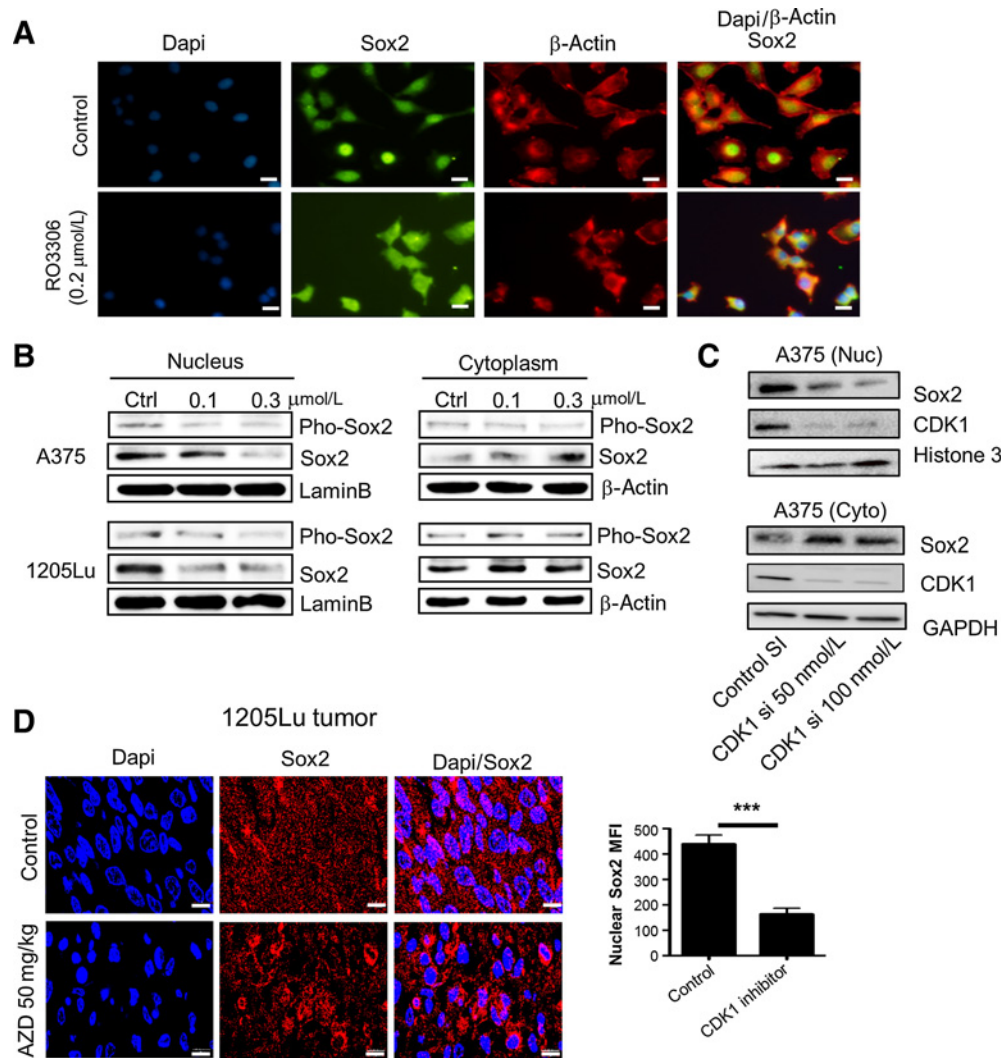 A
Dapi
Sox2
β-Actin
Dapi/β-Actin
Sox2
Control
RO3306
(0.2 μmol/L)
B
Nucleus
Cytoplasm
Ctrl 0.1 0.3 μmol/L
Ctrl 0.1 0.3 μmol/L
A375
Pho-Sox2
Sox2
LaminB
Pho-Sox2
Sox2
β-Actin
1205Lu
Pho-Sox2
Sox2
LaminB
Pho-Sox2
Sox2
β-Actin
C
A375 (Nuc)
Sox2
CDK1
Histone 3
A375 (Cyto)
Sox2
CDK1
GAPDH
Control SI
CDK1 si 50 nmol/L
CDK1 si 100 nmol/L
D
1205Lu tumor
Dapi
Sox2
Dapi/Sox2
Control
AZD 50 mg/kg
***
Nuclear Sox2 MFI
500
400
300
200
100
0
Control
CDK1 inhibitor